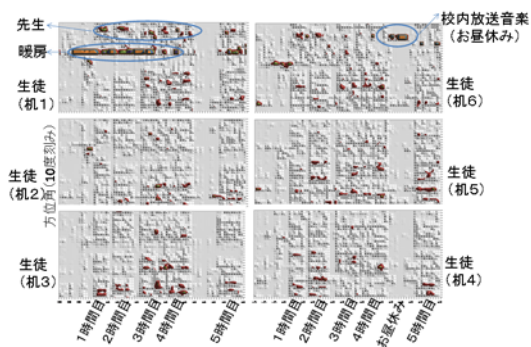 先生
暖房
生徒
(机1)
生徒
(机2)
生徒
(机3)
方位角(10度刻み)
校内放送音楽
(お昼休み)
生徒
(机6)
生徒
(机5)
生徒
(机4)
1時間目
2時間目
3時間目
4時間目
5時間目
1時間目
2時間目
3時間目
4時間目
お昼休み
5時間目